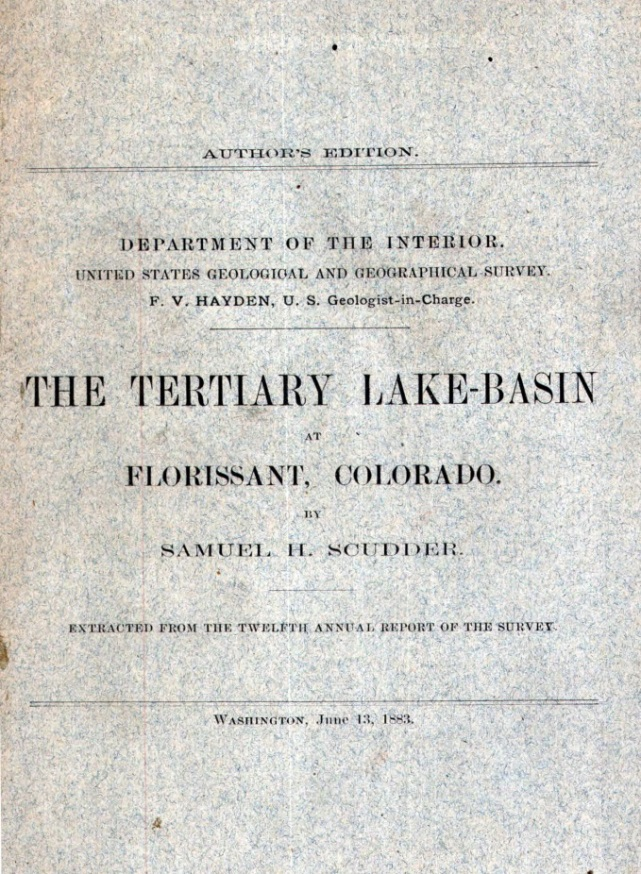 AUTHOR'S EDITION.
DEPARTMENT OF THE INTERIOR,
UNITED STATES GEOLOGICAL AND GEOGRAPHICAL SURVEY.
F. V. HAYDEN, U. S. Geologist-in-Charge.
THE TERTIARY LAKE-BASIN
AT
FLORISSANT, COLORADO.
BY
SAMUEL H. SCUDDER.
EXTRACTED FROM THE TWELFTH ANNUAL REPORT OF THE SURVEY.
WASHINGTON, June 13, 1883.